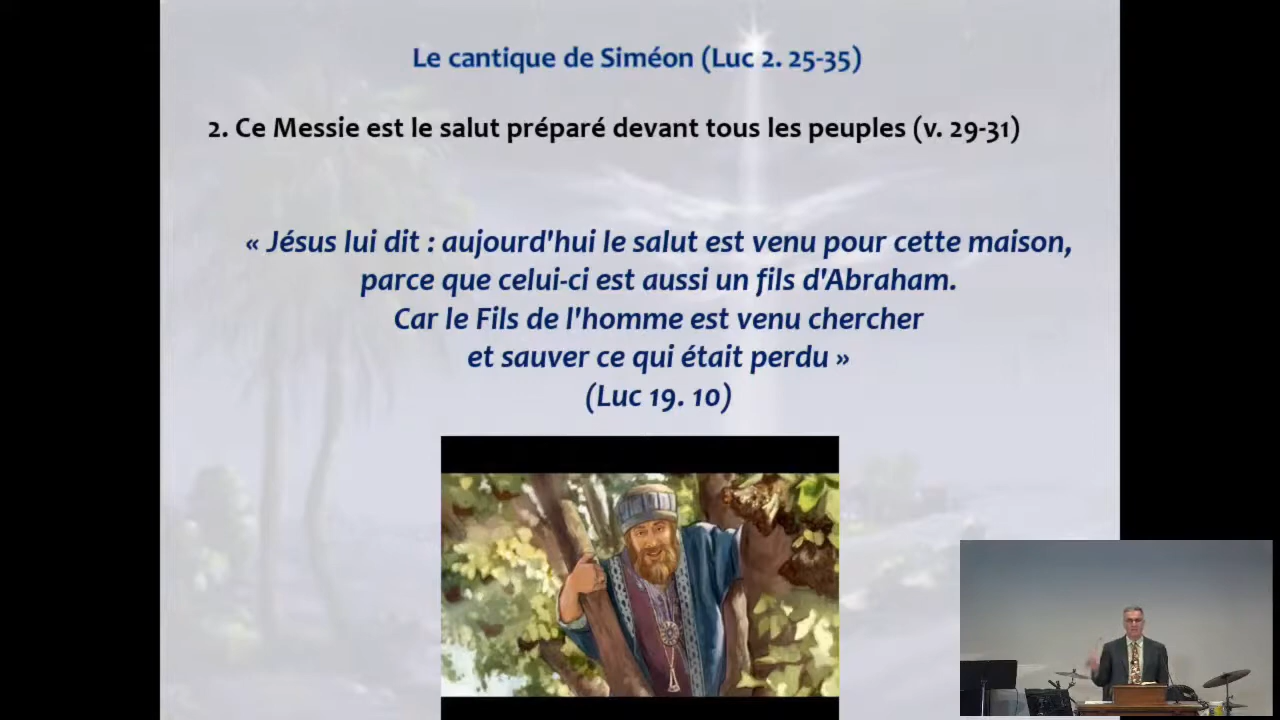 Le cantique de Siméon (Luc 2. 25-35)
2. Ce Messie est le salut préparé devant tous les peuples (v. 29-31)
« Jésus lui dit : aujourd'hui le salut est venu pour cette maison,
parce que celui-ci est aussi un fils d'Abraham.
Car le Fils de l'homme est venu chercher
et sauver ce qui était perdu »
(Luc 19. 10)